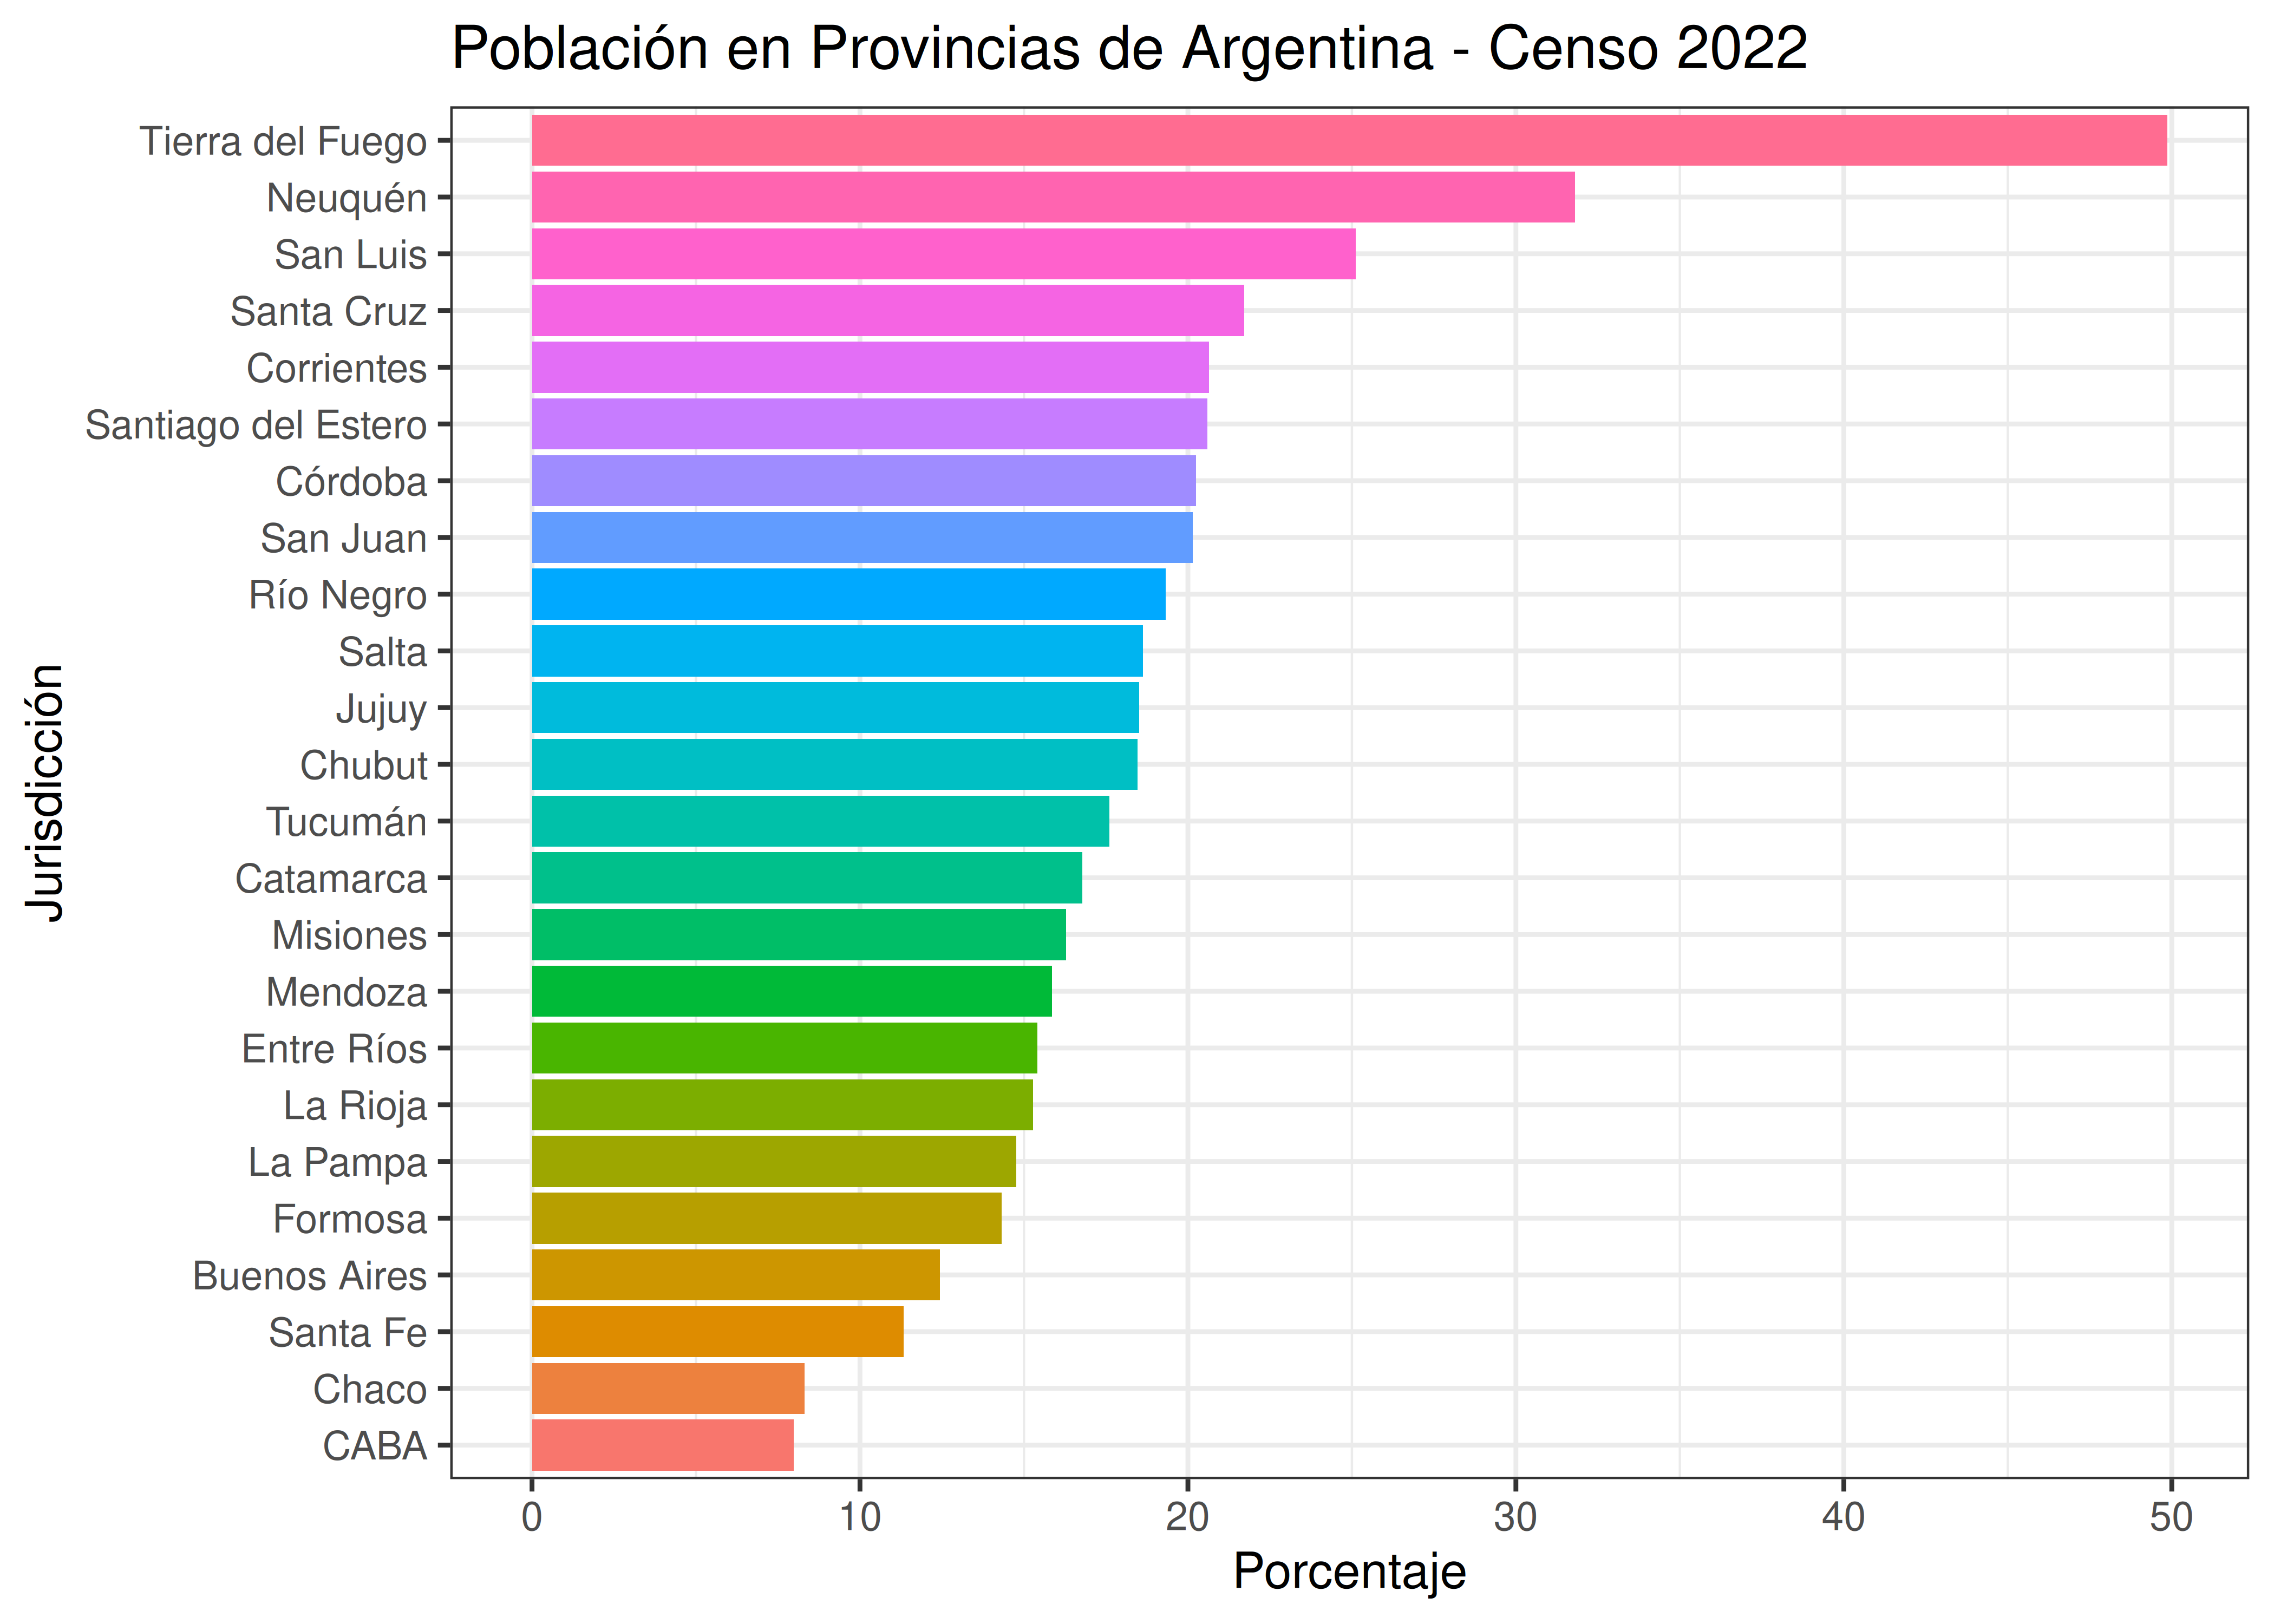 Población en Provincias de Argentina - Censo 2022
Jurisdicción
Tierra del Fuego
Neuquén
San Luis
Santa Cruz
Corrientes
Santiago del Estero
Córdoba
San Juan
Río Negro
Salta
Jujuy
Chubut
Tucumán
Catamarca
Misiones
Mendoza
Entre Ríos
La Rioja
La Pampa
Formosa
Buenos Aires
Santa Fe
Chaco
CABA
0 10 20 30 40 50
Porcentaje